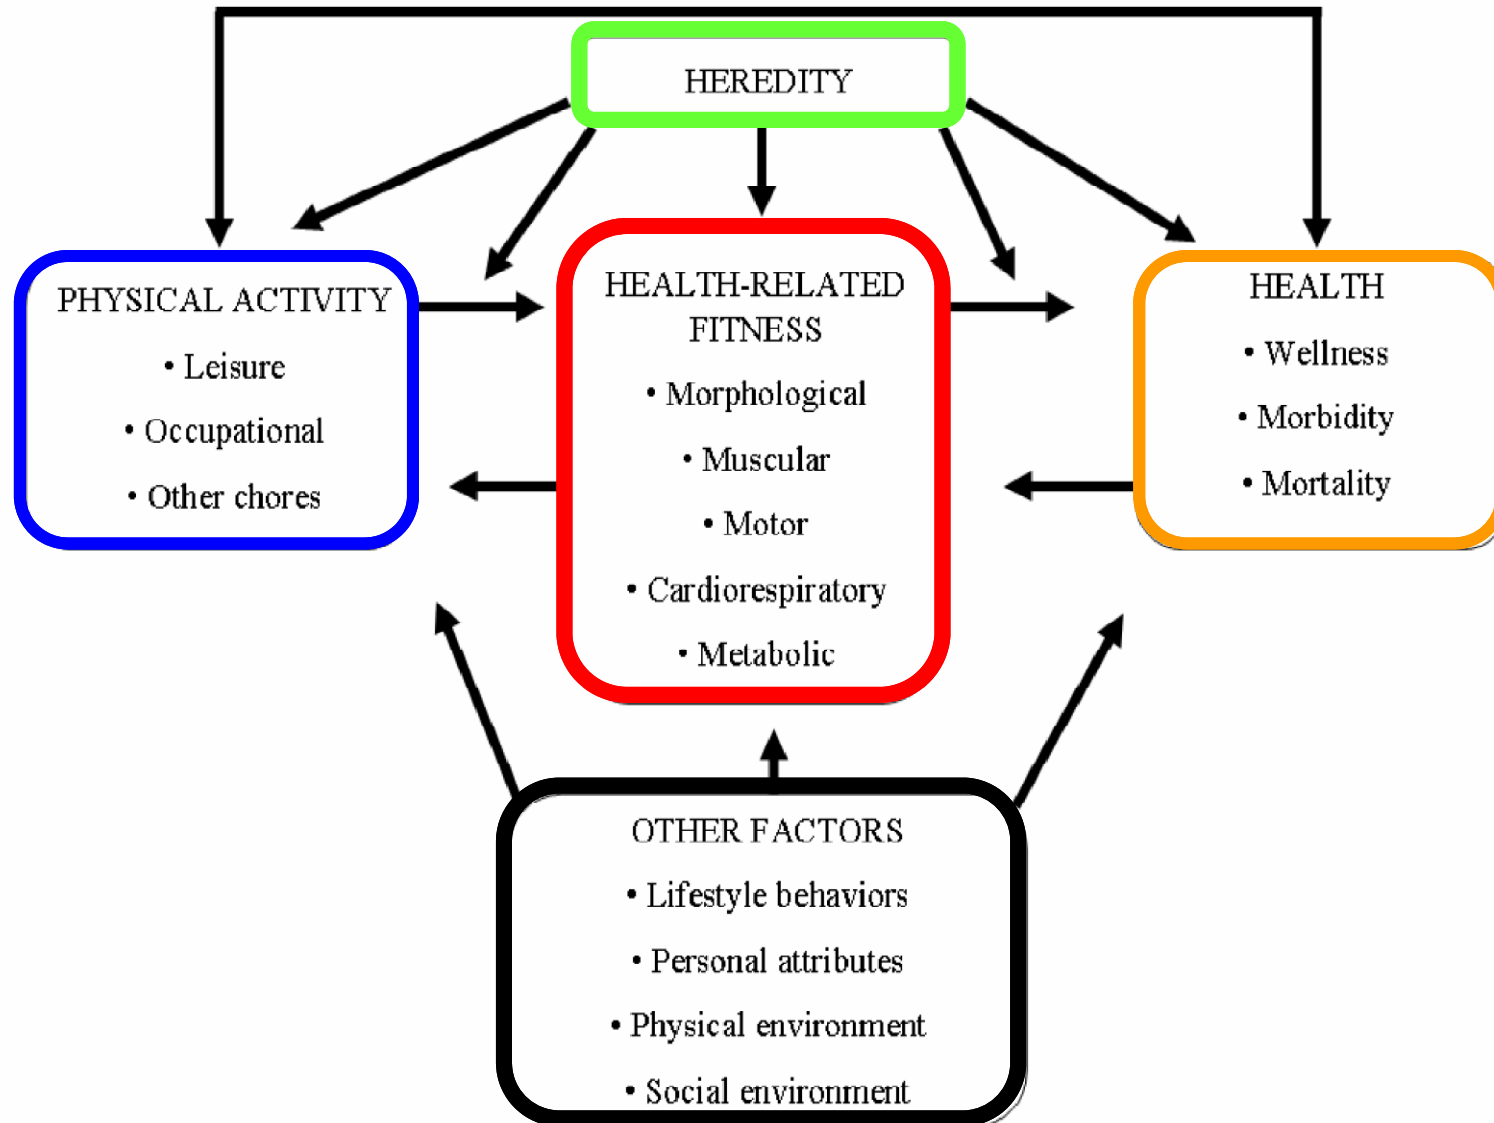 HEREDITY
PHYSICAL ACTIVITY
• Leisure
• Occupational
• Other chores
HEALTH-RELATED
FITNESS
• Morphological
• Muscular
• Motor
• Cardiorespiratory
• Metabolic
HEALTH
• Wellness
• Morbidity
• Mortality
OTHER FACTORS
• Lifestyle behaviors
• Personal attributes
• Physical environment
• Social environment